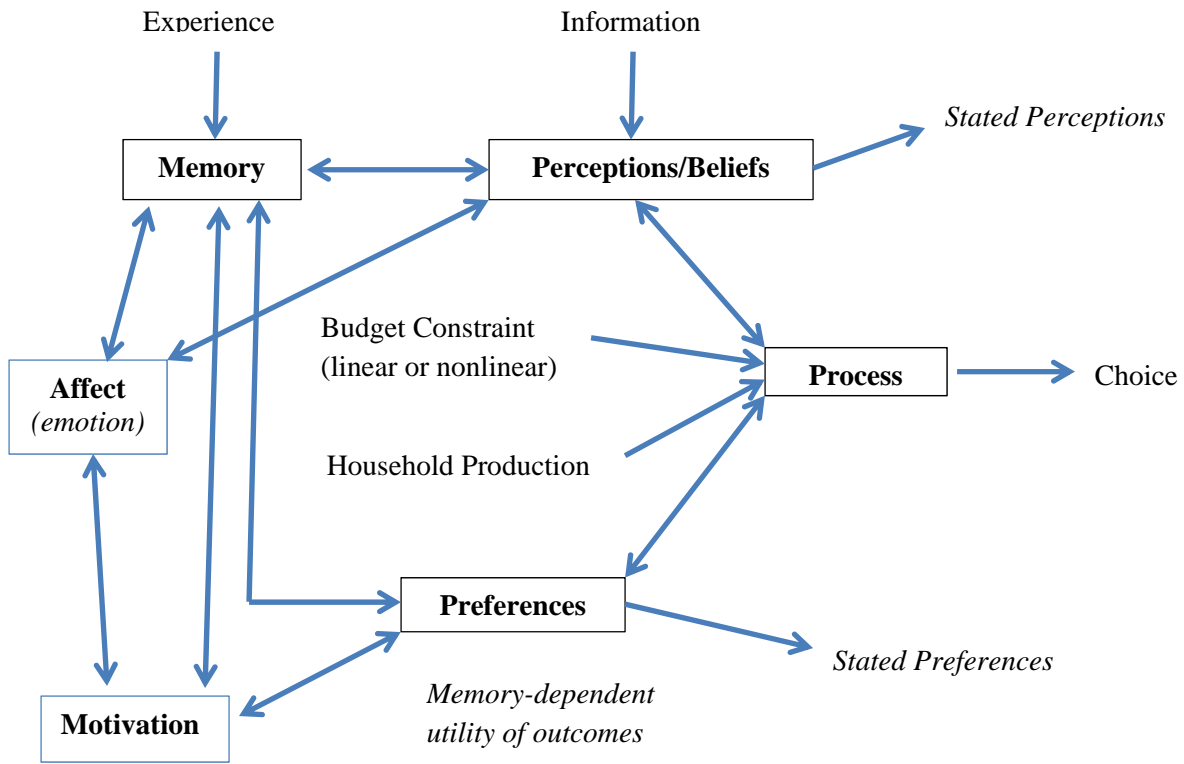 Experience
Information
Stated Perceptions
Memory
Perceptions/Beliefs
Budget Constraint
(linear or nonlinear)
Process
Choice
Affect
(emotion)
Household Production
Preferences
Stated Preferences
Motivation
Memory-dependent
utility of outcomes